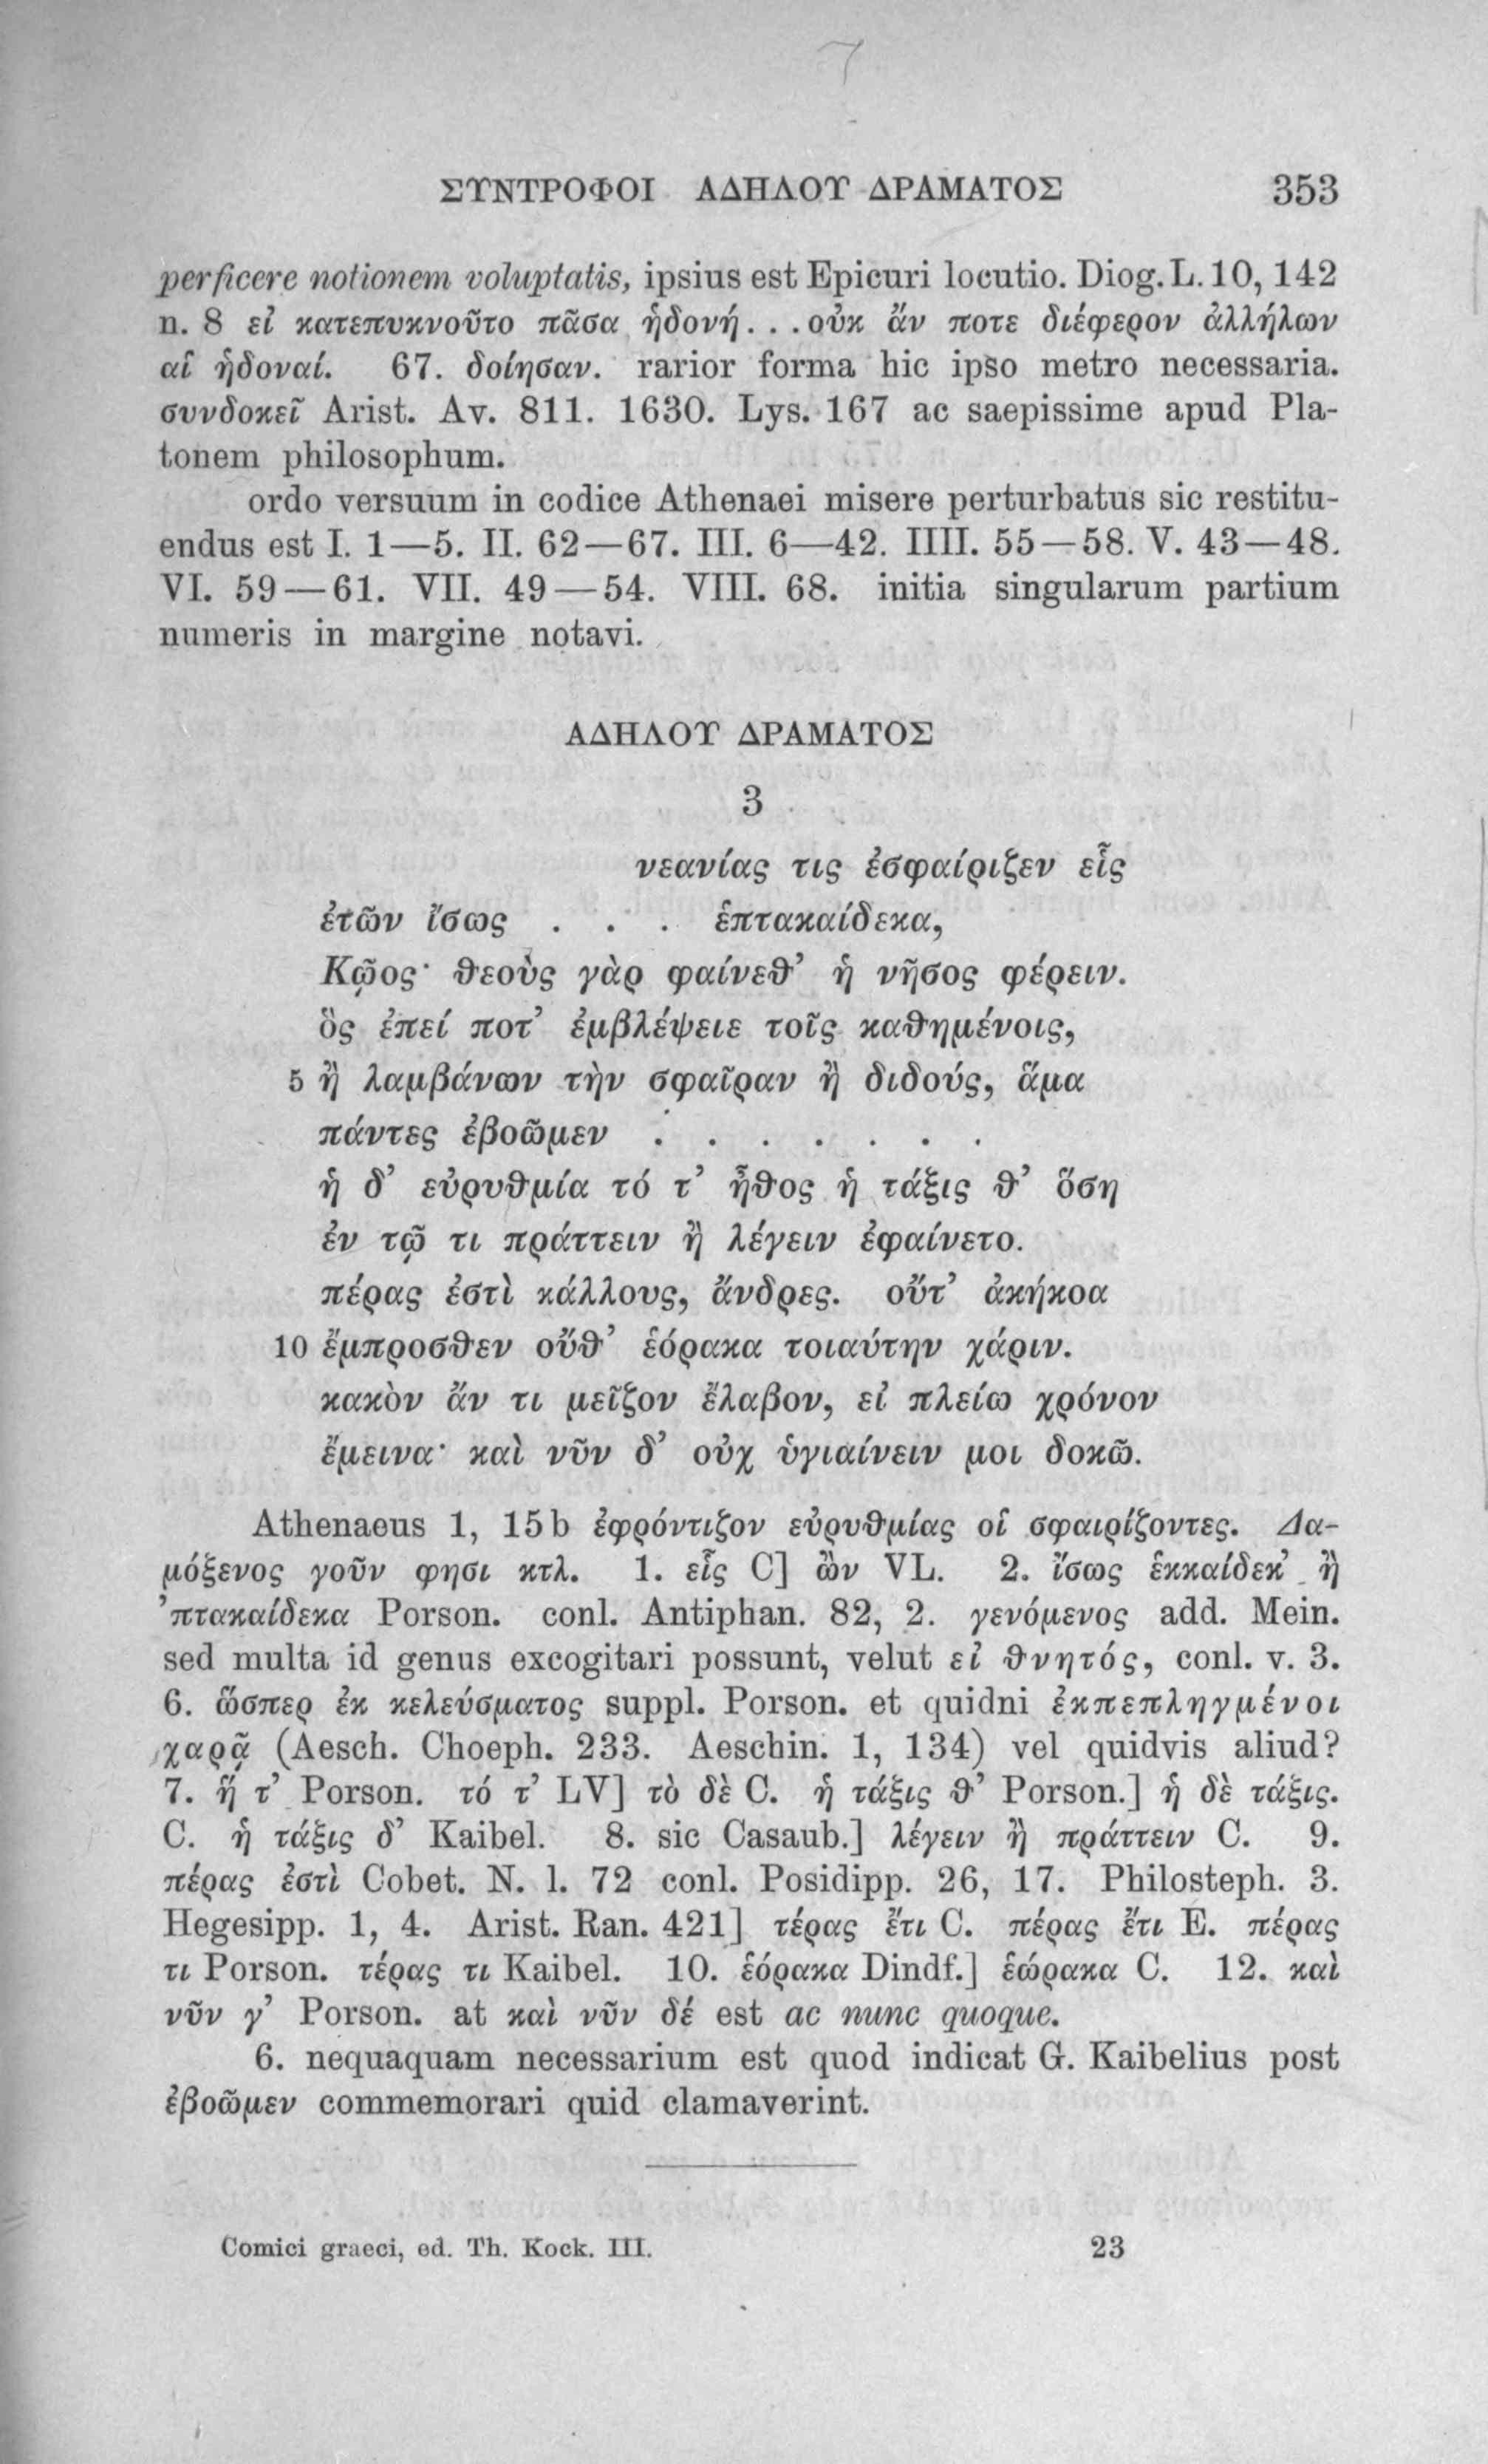 ΣΥΝΤΡΟΦΟΙ ΑΔΗΛΟΥ ΔΡΑΜΑΤΟΣ 353
perficere notionem voluptatis, ipsius est Epicuri locutio. Diog. L. 10, 142
n. 8 εἰ κατεπυκνοῦτο πᾶσα ἡδονή... οὐκ ἄν ποτε διέφερον ἀλλήλων
αἱ ἡδοναί. 67. δοίησαν. rarior forma hic ipso metro necessaria.
συνδοκεῖ Arist. Av. 811. 1630. Lys. 167 ac saepissime apud Pla-
tonem philosophum.
ordo versuum in codice Athenaei misere perturbatus sic restitu-
endus est I. 1—5. II. 62—67. III. 6—42. IIII. 55—58. V. 43—48.
VI. 59—61. VII. 49—54. VIII. 68. initia singularum partium
numeris in margine notavi.
ΑΔΗΛΟΥ ΔΡΑΜΑΤΟΣ
3
νεανίας τις ἐσφαίριζεν εἷς
ἐτῶν ἴσως . . . ἑπτακαίδεκα,
Κῷος· θεοὺς γὰρ φαίνεθ’ ἡ νῆσος φέρειν.
ὃς ἐπεί ποτ’ ἐμβλέψειε τοῖς καθημένοις,
5 ἢ λαμβάνων τὴν σφαῖραν ἢ διδούς, ἅμα
πάντες ἐβοῶμεν . . . . . . .
ἡ δ’ εὐρυθμία τό τ’ ἦθος ἡ τάξις θ’ ὅση
ἐν τῷ τι πράττειν ἢ λέγειν ἐφαίνετο.
πέρας ἐστὶ κάλλους, ἄνδρες. οὔτ’ ἀκήκοα
10 ἔμπροσθεν οὔθ’ ἑόρακα τοιαύτην χάριν.
κακὸν ἄν τι μεῖζον ἔλαβον, εἰ πλείω χρόνον
ἔμεινα· καὶ νῦν δ’ οὐχ ὑγιαίνειν μοι δοκῶ.
Athenaeus 1, 15 b ἐφρόντιζον εὐρυθμίας οἱ σφαιρίζοντες. Δα-
μόξενος γοῦν φησι κτλ. 1. εἷς C] ὢν VL. 2. ἴσως ἑκκαίδεκ’ ἢ
’πτακαίδεκα Porson. conl. Antiphan. 82, 2. γενόμενος add. Mein.
sed multa id genus excogitari possunt, velut εἰ θνητός, conl. v. 3.
6. ὥσπερ ἐκ κελεύσματος suppl. Porson. et quidni ἐκπεπληγμένοι
χαρᾷ (Aesch. Choeph. 233. Aeschin. 1, 134) vel quidvis aliud?
7. ἥ τ’ Porson. τό τ’ LV] τὸ δὲ C. ἡ τάξις θ’ Porson.] ἡ δὲ τάξις.
C. ἡ τάξις δ’ Kaibel. 8. sic Casaub.] λέγειν ἢ πράττειν C. 9.
πέρας ἐστὶ Cobet. N. l. 72 conl. Posidipp. 26, 17. Philosteph. 3.
Hegesipp. 1, 4. Arist. Ran. 421] τέρας ἔτι C. πέρας ἔτι E. πέρας
τι Porson. τέρας τι Kaibel. 10. ἑόρακα Dindf.] ἑώρακα C. 12. καὶ
νῦν γ’ Porson. at καὶ νῦν δέ est ac nunc quoque.
6. nequaquam necessarium est quod indicat G. Kaibelius post
ἐβοῶμεν commemorari quid clamaverint.
Comici graeci, ed. Th. Kock. III. 23